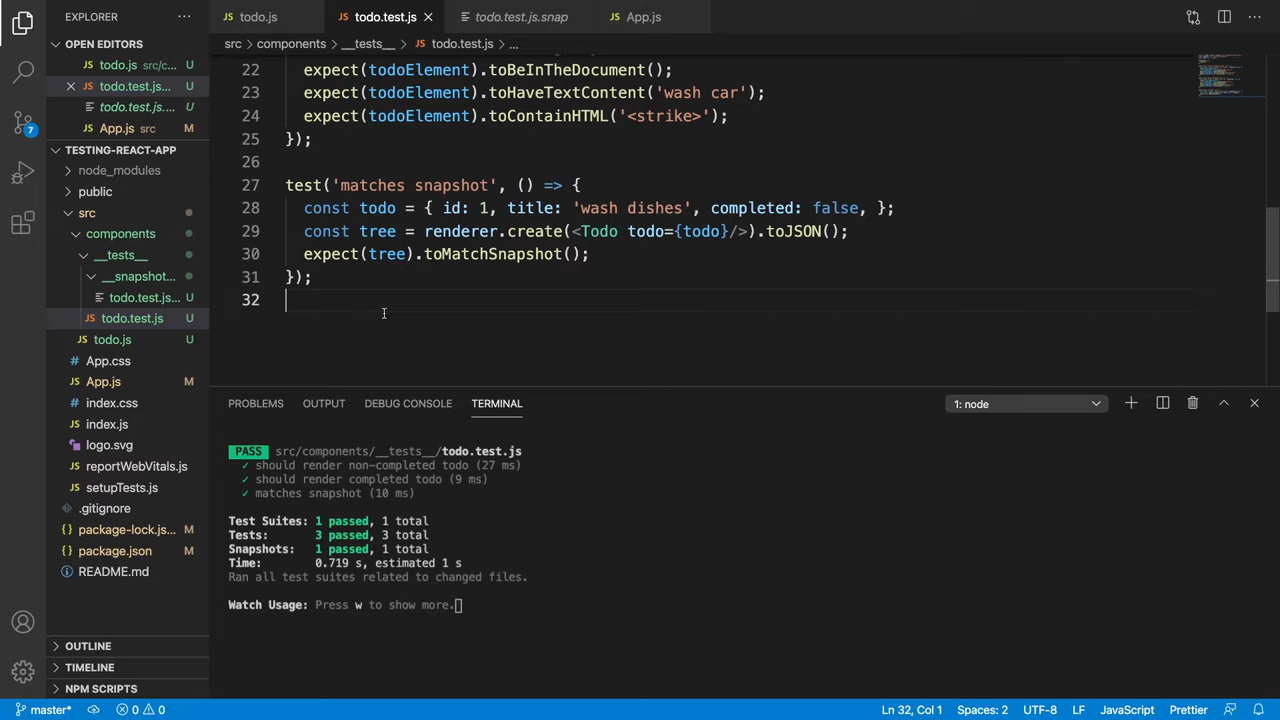 EXPLORER
todo.js
todo.test.js
todo.test.js.snap
App.js
OPEN EDITORS
src > components > __tests__ > JS todo.test.js > ...
JS todo.js src/c... U
JS todo.test.js... U
todo.test.js.... U
JS App.js src M
TESTING-REACT-APP
node_modules
public
src
components
__tests__
__snapshot...
todo.test.js... U
JS todo.test.js U
JS todo.js U
# App.css
JS App.js M
# index.css
JS index.js
logo.svg
JS reportWebVitals.js
JS setupTests.js
.gitignore
{} package-lock.js... M
{} package.json M
README.md
OUTLINE
TIMELINE
NPM SCRIPTS
7
22 expect(todoElement).toBeInTheDocument();
23 expect(todoElement).toHaveTextContent('wash car');
24 expect(todoElement).toContainHTML('<strike>');
25 });
26
27 test('matches snapshot', () => {
28 const todo = { id: 1, title: 'wash dishes', completed: false, };
29 const tree = renderer.create(<Todo todo={todo}/>).toJSON();
30 expect(tree).toMatchSnapshot();
31 });
32
PROBLEMS OUTPUT DEBUG CONSOLE TERMINAL
1: node
PASS src/components/__tests__/todo.test.js
✓ should render non-completed todo (27 ms)
✓ should render completed todo (9 ms)
✓ matches snapshot (10 ms)
Test Suites: 1 passed, 1 total
Tests: 3 passed, 3 total
Snapshots: 1 passed, 1 total
Time: 0.719 s, estimated 1 s
Ran all test suites related to changed files.
Watch Usage: Press w to show more.
master* 0 0
Ln 32, Col 1 Spaces: 2 UTF-8 LF JavaScript Prettier